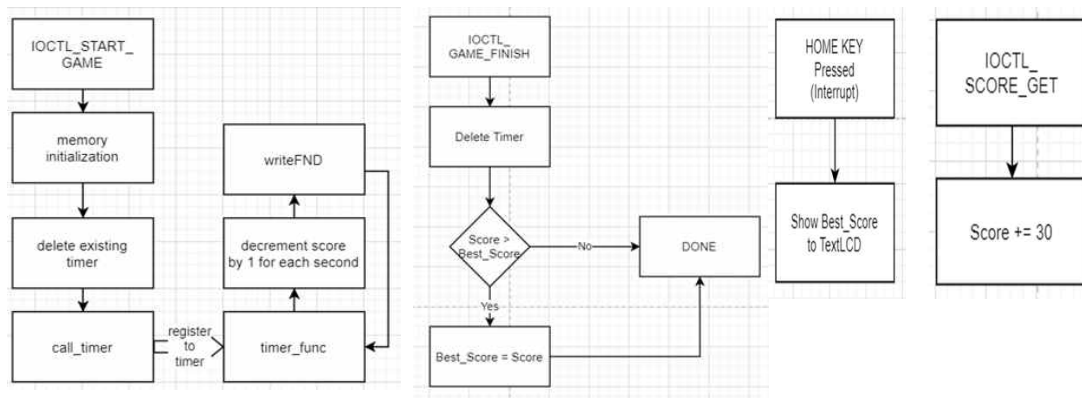 IOCTL_START_
GAME
memory
initialization
delete existing
timer
call_timer
register
to
timer
writeFND
decrement score
by 1 for each second
timer_func
IOCTL_
GAME_FINISH
Delete Timer
Score >
Best_Score
No
DONE
Yes
Best_Score = Score
HOME KEY
Pressed
(Interrupt)
Show Best_Score
to TextLCD
IOCTL_
SCORE_GET
Score += 30